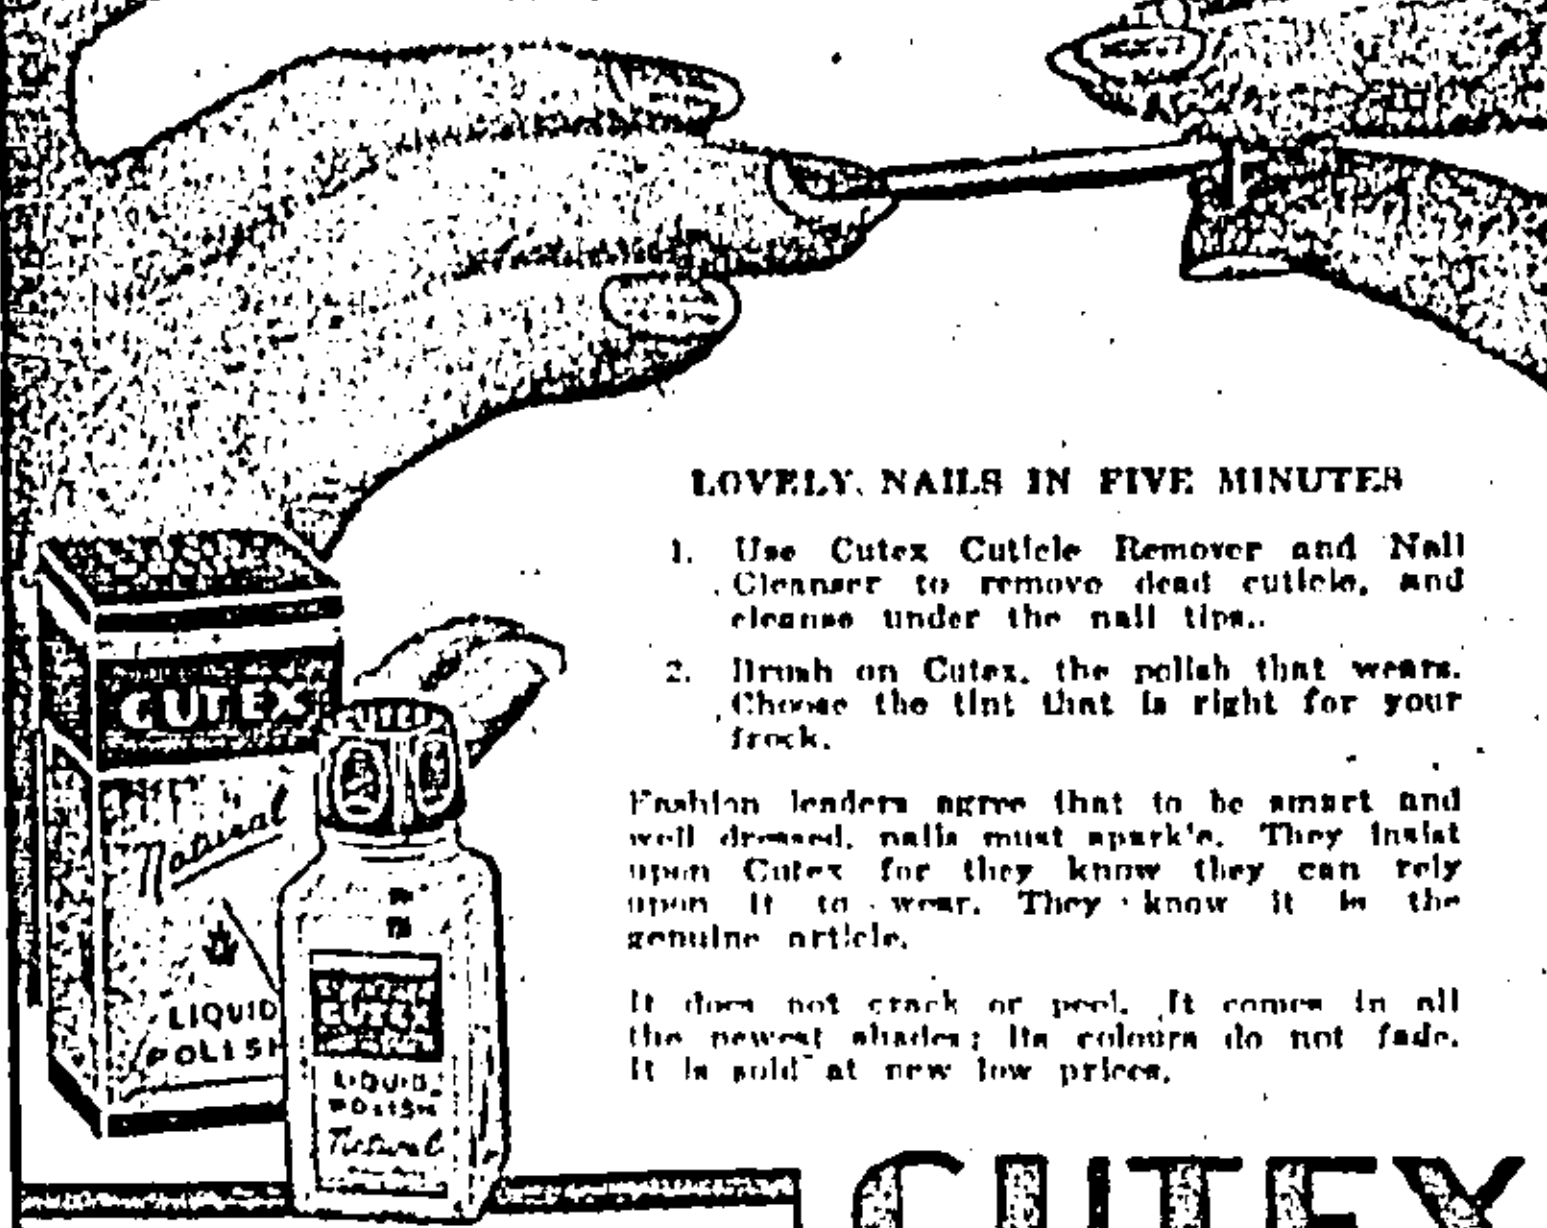 LOVELY NAILS IN FIVE MINUTES
1. Use Cutex Cuticle Remover and Nail
Cleanser to remove dead cuticle, and
cleanse under the nail tips.
2. Brush on Cutex, the polish that wears.
Choose the tint that is right for your
frock.
Fashion leaders agree that to be smart and
well dressed, nails must spark'e. They insist
upon Cutex for they know they can rely
upon it to wear. They know it is the
genuine article.
It does not crack or peel. It comes in all
the newest shades; its colours do not fade.
It is sold at new low prices.
CUTEX
Natural
LIQUID
POLISH
CUTEX
CUTEX
LIQUID
POLISH
Natural
CUTEX